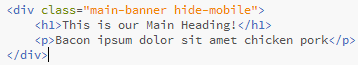 <div class="main-banner hide-mobile">
    <h1>This is our Main Heading!</h1>
    <p>Bacon ipsum dolor sit amet chicken pork</p>
</div>